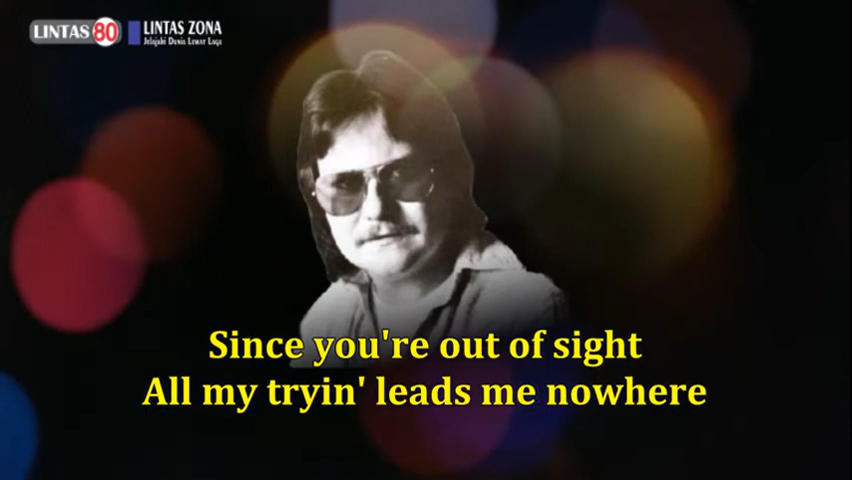 LINTAS 80
LINTAS ZONA
Jelajahi Dunia Lewat Lagu
Since you're out of sight
All my tryin' leads me nowhere